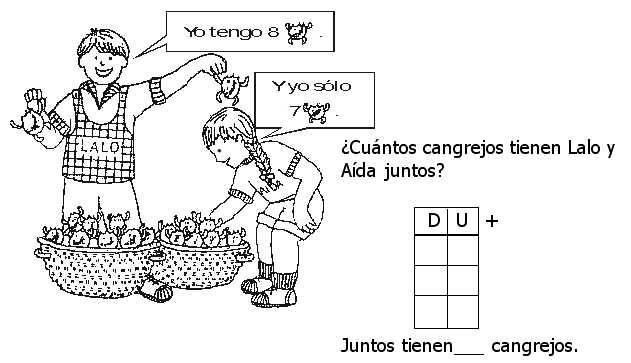 Yo tengo 8 .
Y yo sólo
7 .
LALO
¿Cuántos cangrejos tienen Lalo y
Aída juntos?
D U +
Juntos tienen___ cangrejos.